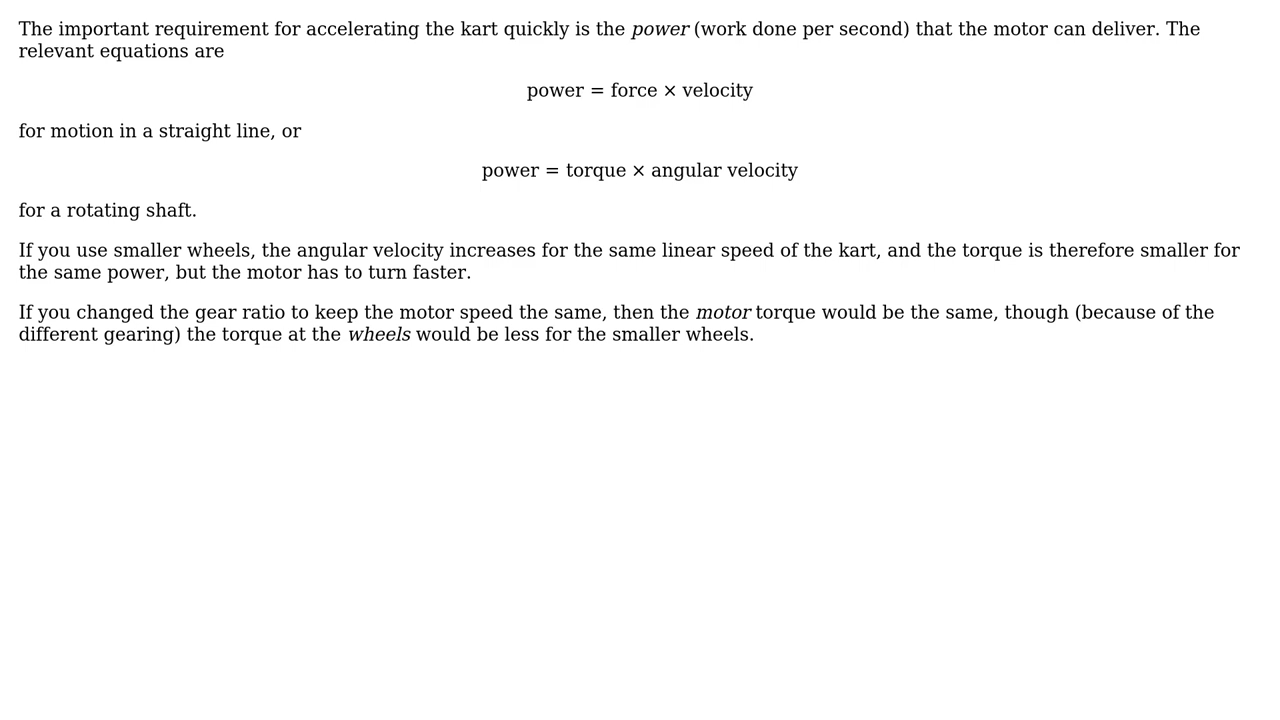 The important requirement for accelerating the kart quickly is the power (work done per second) that the motor can deliver. The
relevant equations are
power = force × velocity
for motion in a straight line, or
power = torque × angular velocity
for a rotating shaft.
If you use smaller wheels, the angular velocity increases for the same linear speed of the kart, and the torque is therefore smaller for
the same power, but the motor has to turn faster.
If you changed the gear ratio to keep the motor speed the same, then the motor torque would be the same, though (because of the
different gearing) the torque at the wheels would be less for the smaller wheels.